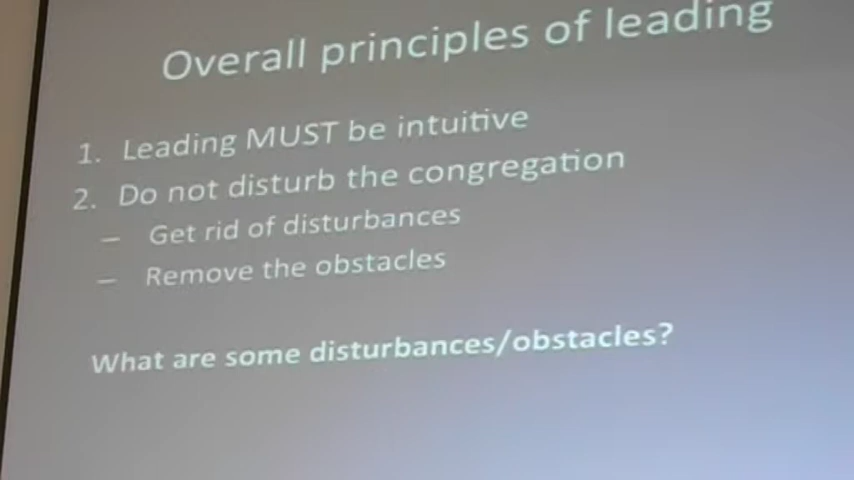 Overall principles of leading
1. Leading MUST be intuitive
2. Do not disturb the congregation
– Get rid of disturbances
– Remove the obstacles
What are some disturbances/obstacles?